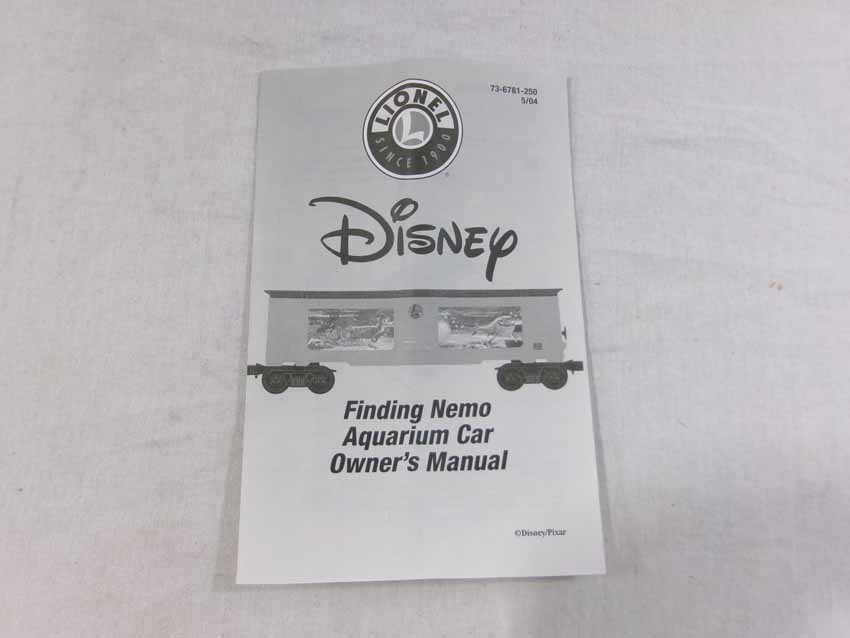 LIONEL
L
SINCE 1900
®
73-6781-250
5/04
Disney
Finding Nemo
Aquarium Car
Owner's Manual
©Disney/Pixar